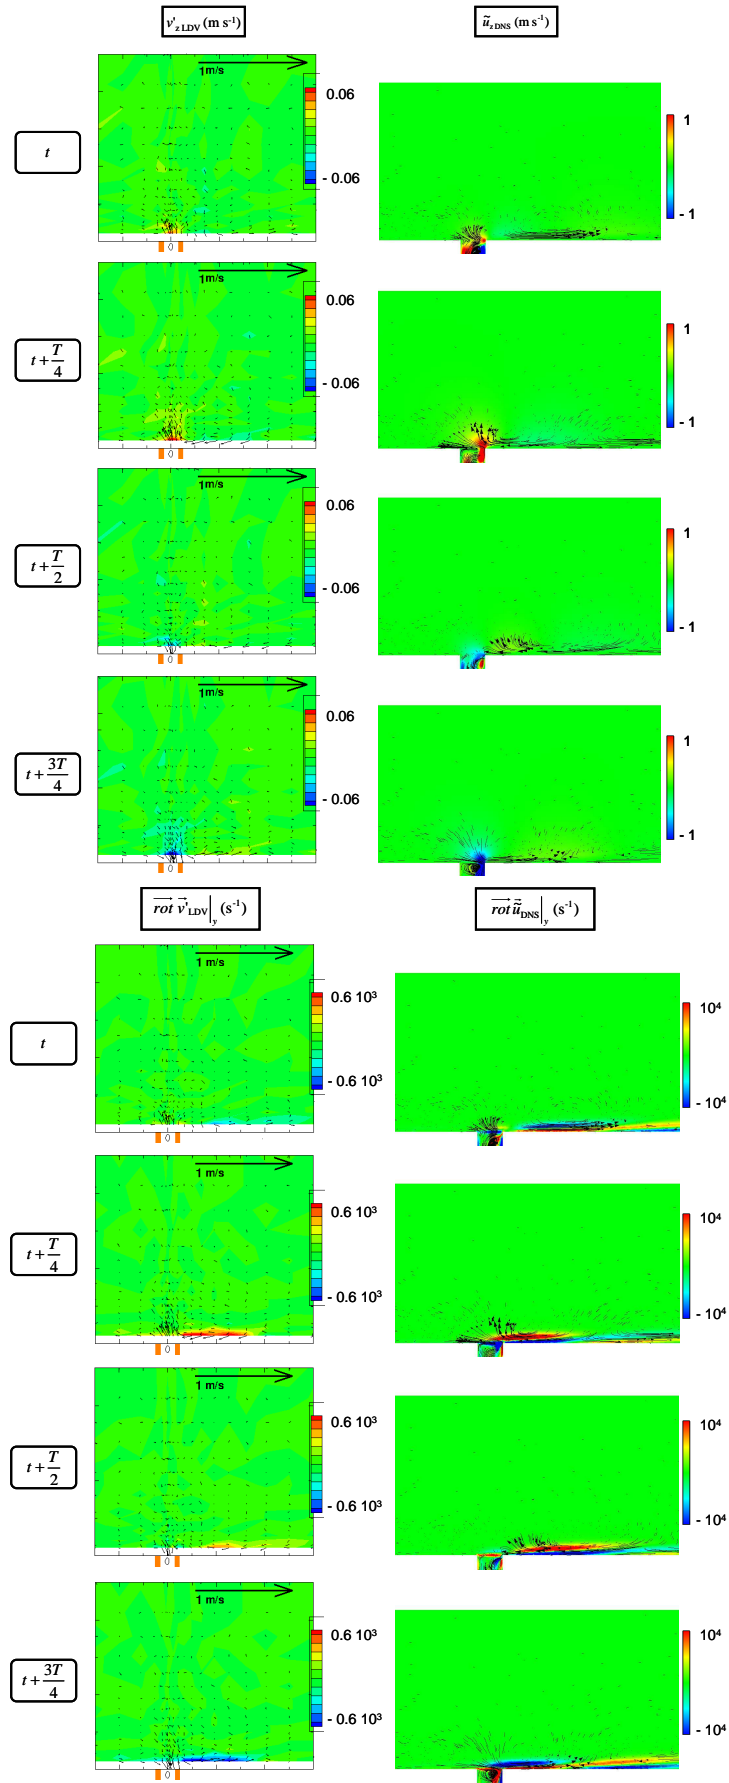 v'z LDV (m s-1) ũz DNS (m s-1)
1m/s
0.06
- 0.06
1
- 1
t
0
1m/s
0.06
- 0.06
1
- 1
t + T/4
0
1m/s
0.06
- 0.06
1
- 1
t + T/2
0
1m/s
0.06
- 0.06
1
- 1
t + 3T/4
0
rot v'LDV|y (s-1) rot ũDNS|y (s-1)
1 m/s
0.6 10³
- 0.6 10³
10⁴
- 10⁴
t
0
1 m/s
0.6 10³
- 0.6 10³
10⁴
- 10⁴
t + T/4
0
1 m/s
0.6 10³
- 0.6 10³
10⁴
- 10⁴
t + T/2
0
1 m/s
0.6 10³
- 0.6 10³
10⁴
- 10⁴
t + 3T/4
0